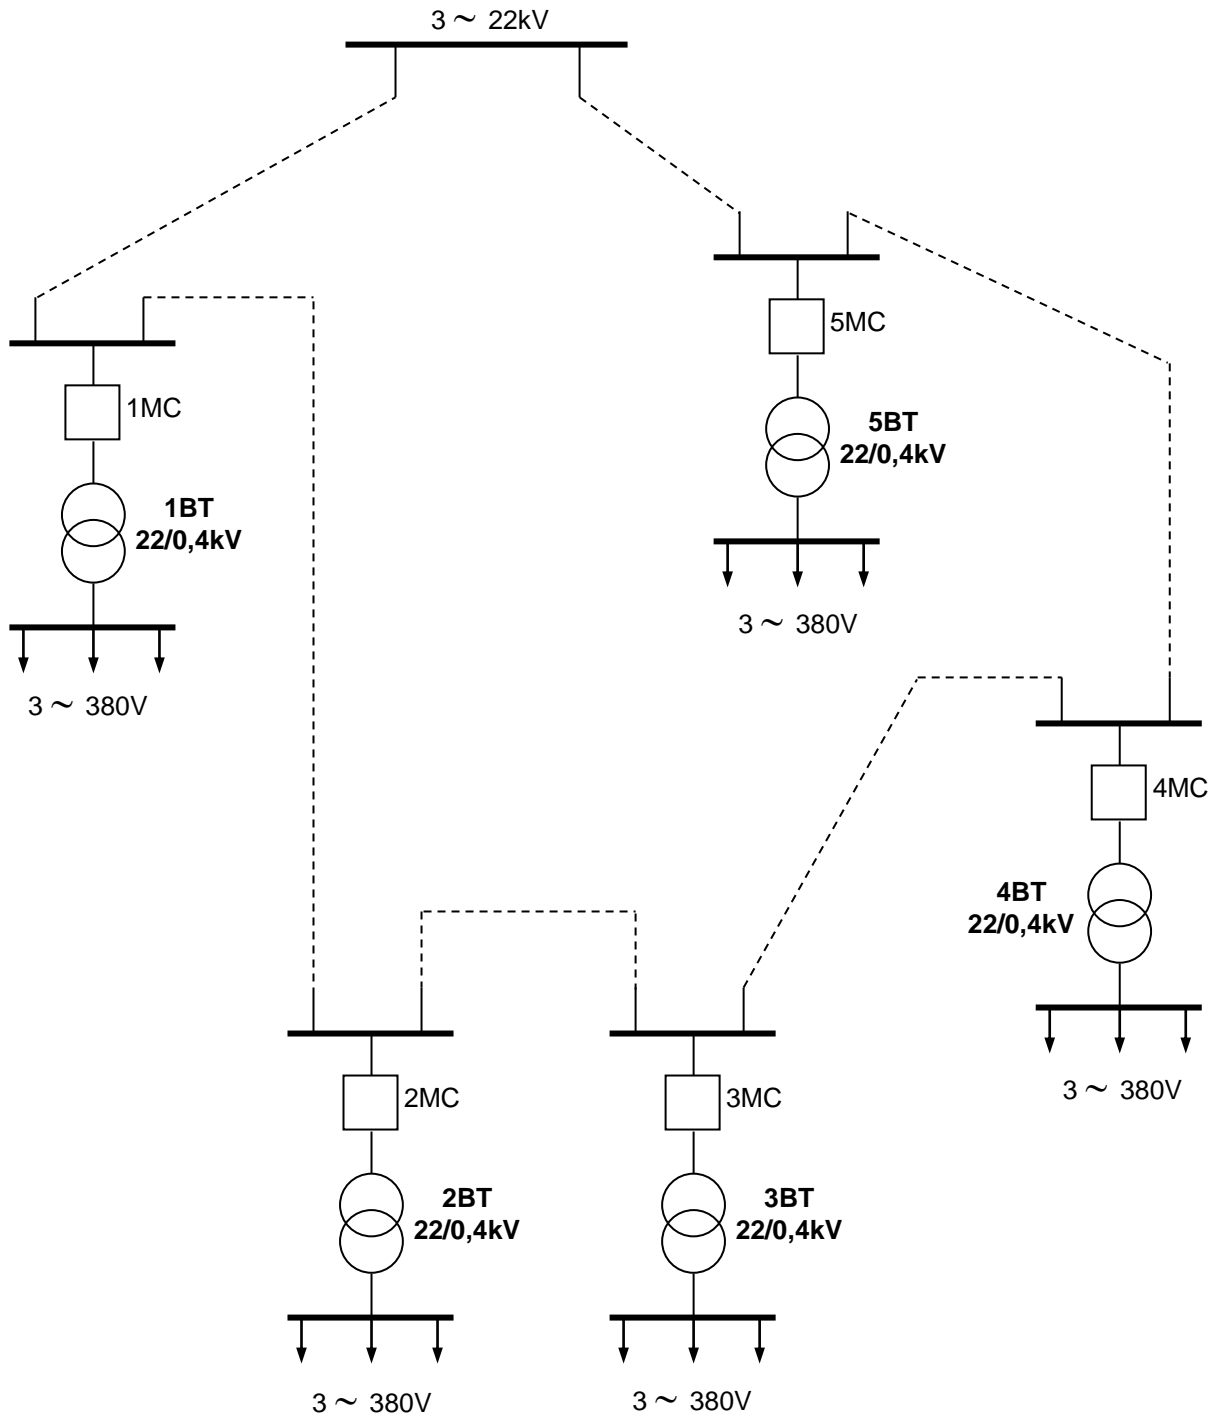 3 ~ 22kV
5MC
5BT
22/0,4kV
3 ~ 380V
1MC
1BT
22/0,4kV
3 ~ 380V
4MC
4BT
22/0,4kV
3 ~ 380V
2MC
2BT
22/0,4kV
3 ~ 380V
3MC
3BT
22/0,4kV
3 ~ 380V